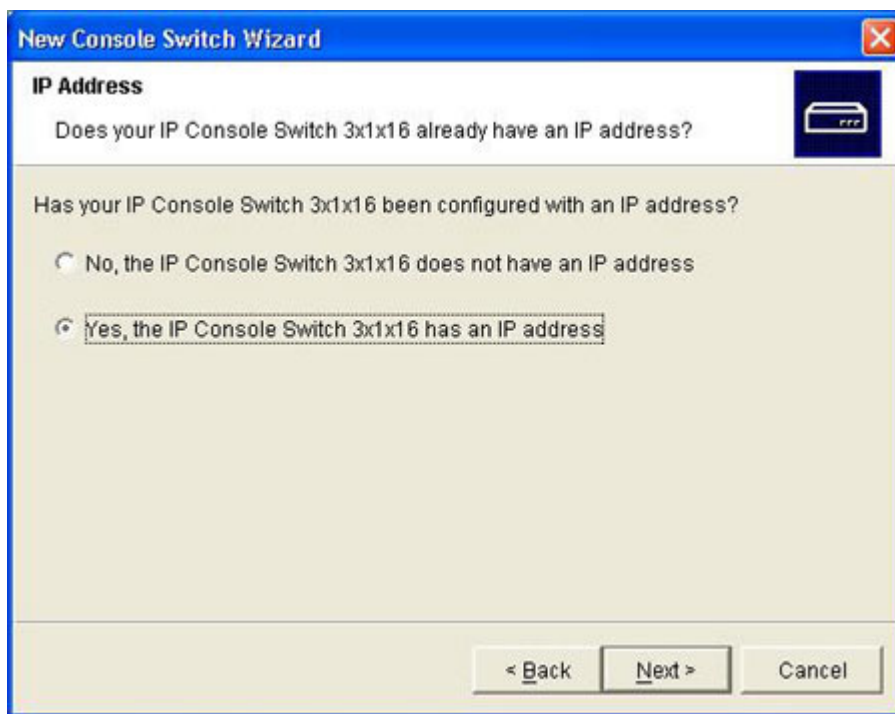 New Console Switch Wizard
IP Address
Does your IP Console Switch 3x1x16 already have an IP address?
Has your IP Console Switch 3x1x16 been configured with an IP address?
No, the IP Console Switch 3x1x16 does not have an IP address
Yes, the IP Console Switch 3x1x16 has an IP address
< Back Next > Cancel